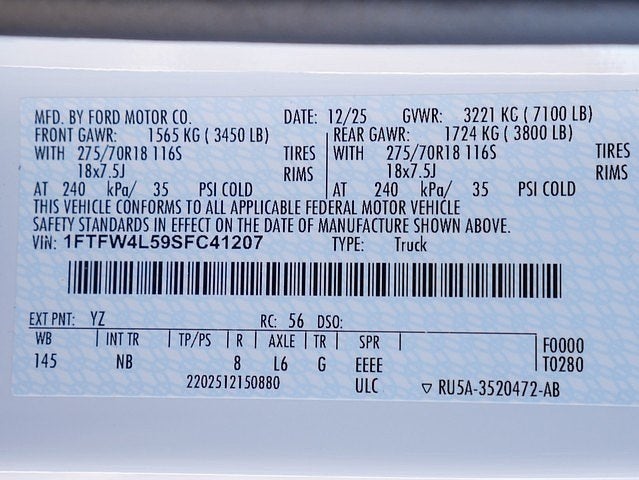 MFD. BY FORD MOTOR CO. DATE: 12/25 GVWR: 3221 KG ( 7100 LB)
FRONT GAWR: 1565 KG ( 3450 LB) REAR GAWR: 1724 KG ( 3800 LB)
WITH 275/70R18 116S TIRES WITH 275/70R18 116S TIRES
18x7.5J RIMS 18x7.5J RIMS
AT 240 kPa/ 35 PSI COLD AT 240 kPa/ 35 PSI COLD
THIS VEHICLE CONFORMS TO ALL APPLICABLE FEDERAL MOTOR VEHICLE
SAFETY STANDARDS IN EFFECT ON THE DATE OF MANUFACTURE SHOWN ABOVE.
VIN: 1FTFW4L59SFC41207 TYPE: Truck
EXT PNT: YZ RC: 56 DSO:
WB INT TR TP/PS R AXLE TR SPR F0000
145 NB 8 L6 G EEEE T0280
2202512150880 ULC ▽ RU5A-3520472-AB